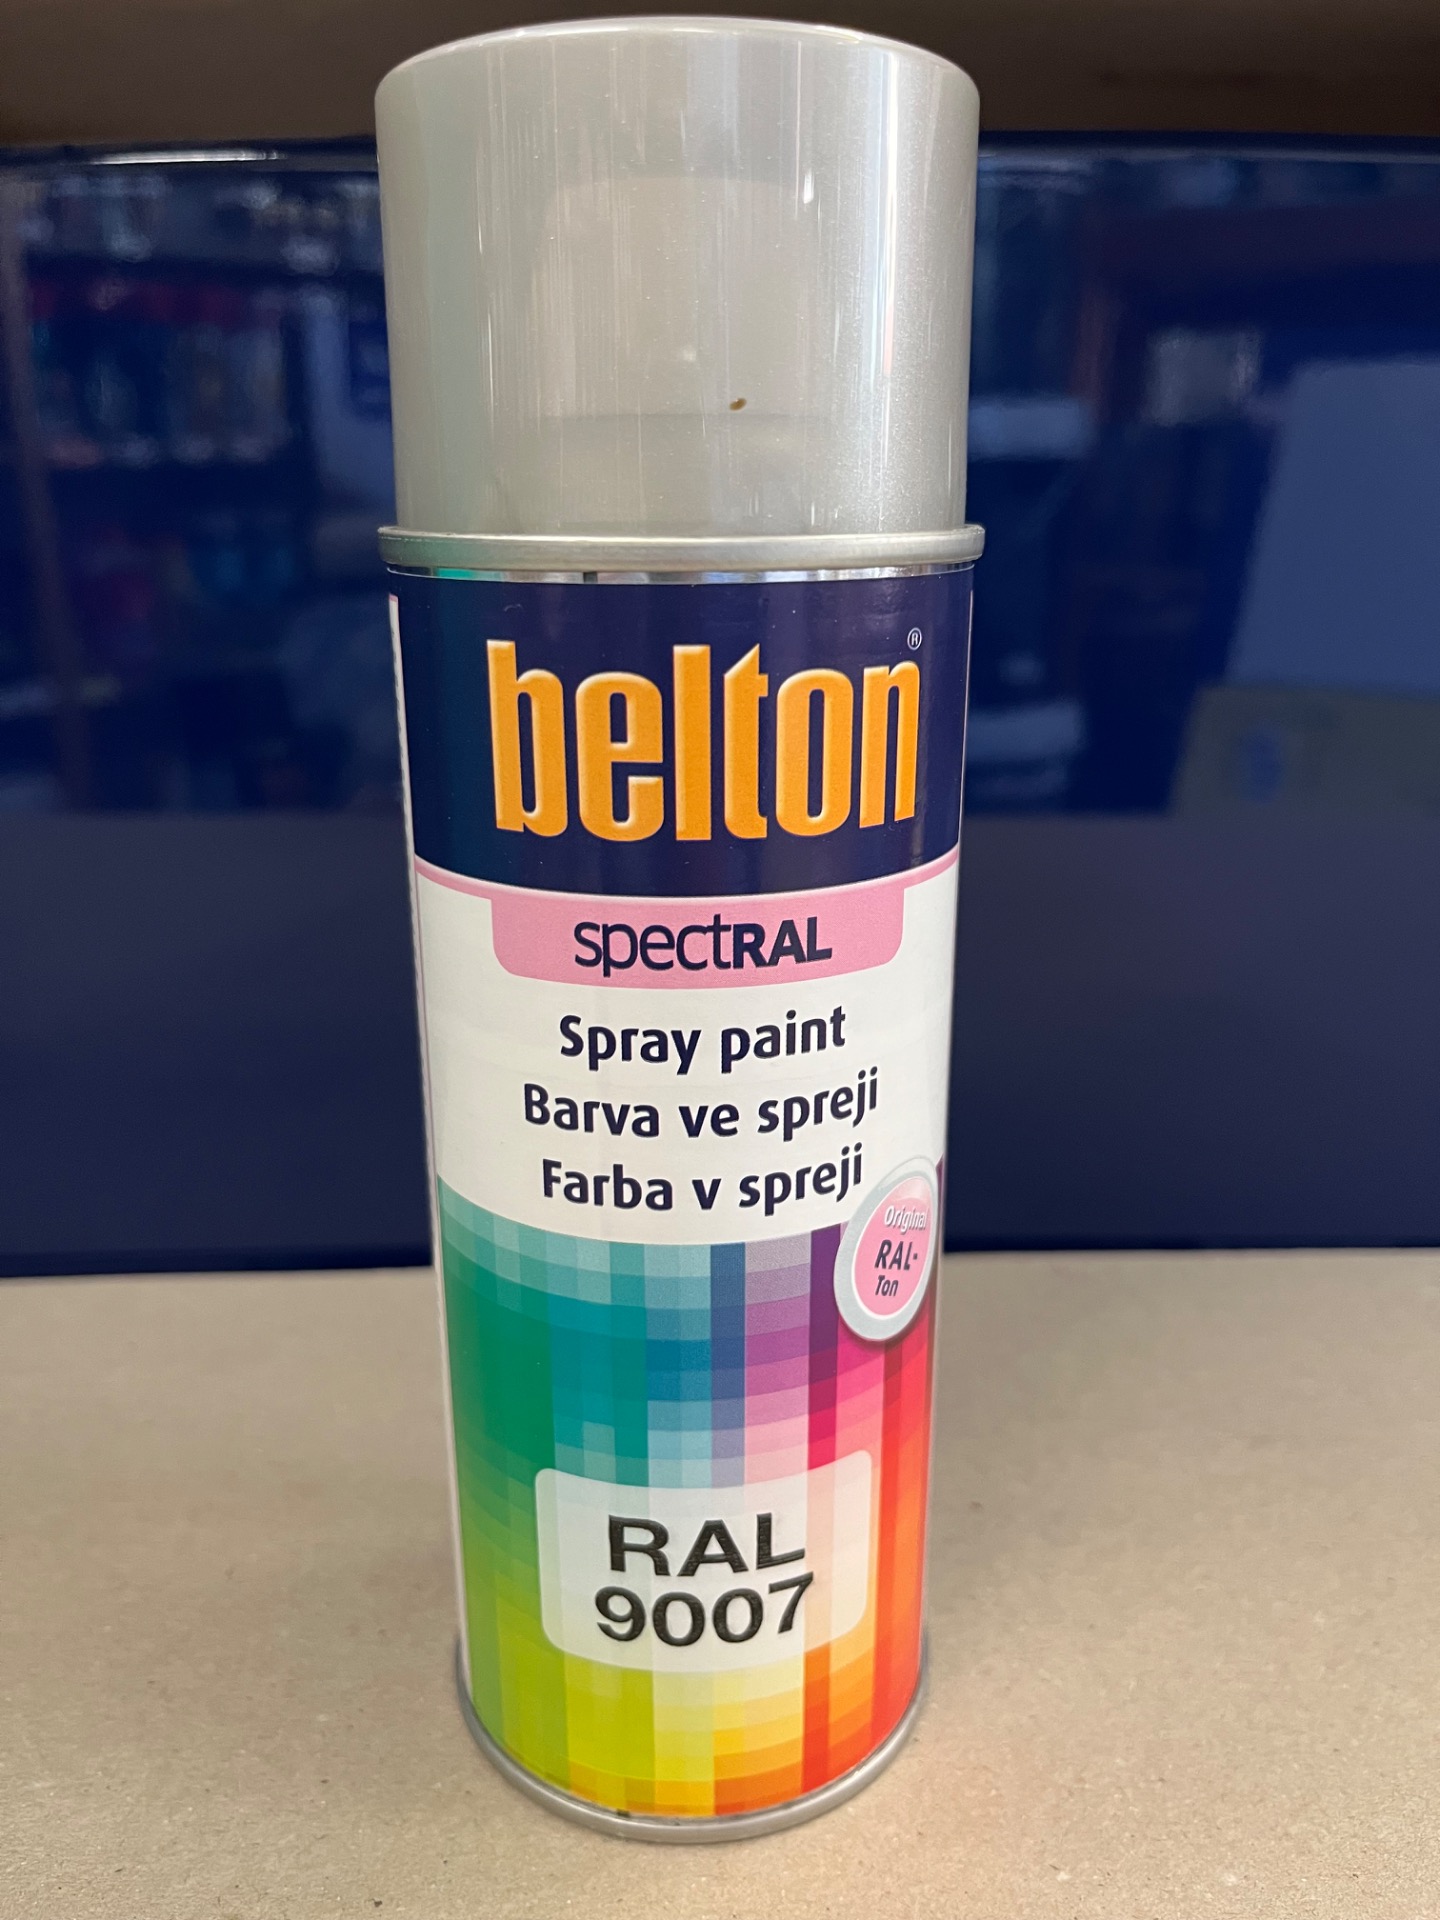 belton®
spectRAL
Spray paint
Barva ve spreji
Farba v spreji
Original
RAL-
Ton
RAL
9007